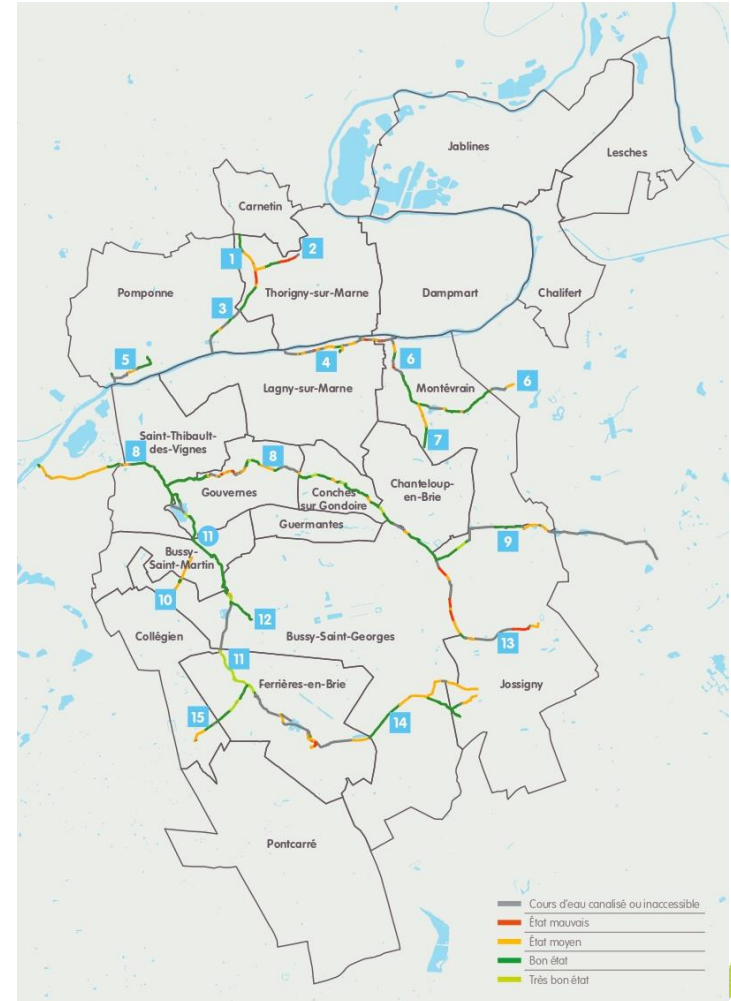 Jablines
Lesches
Carnetin
1
2
Pomponne
Thorigny-sur-Marne
Dampmart
Chalifert
3
5
4
6
Lagny-sur-Marne
Montévrain
6
7
Saint-Thibault-
des-Vignes
8
8
Gouvernes
Conches
sur Gondoire
Chanteloup-
en-Brie
Guermantes
11
9
Bussy-
Saint-Martin
10
12
Collégien
Bussy-Saint-Georges
13
11
Ferrières-en-Brie
Jossigny
15
14
Pontcarré
Cours d'eau canalisé ou inaccessible
État mauvais
État moyen
Bon état
Très bon état